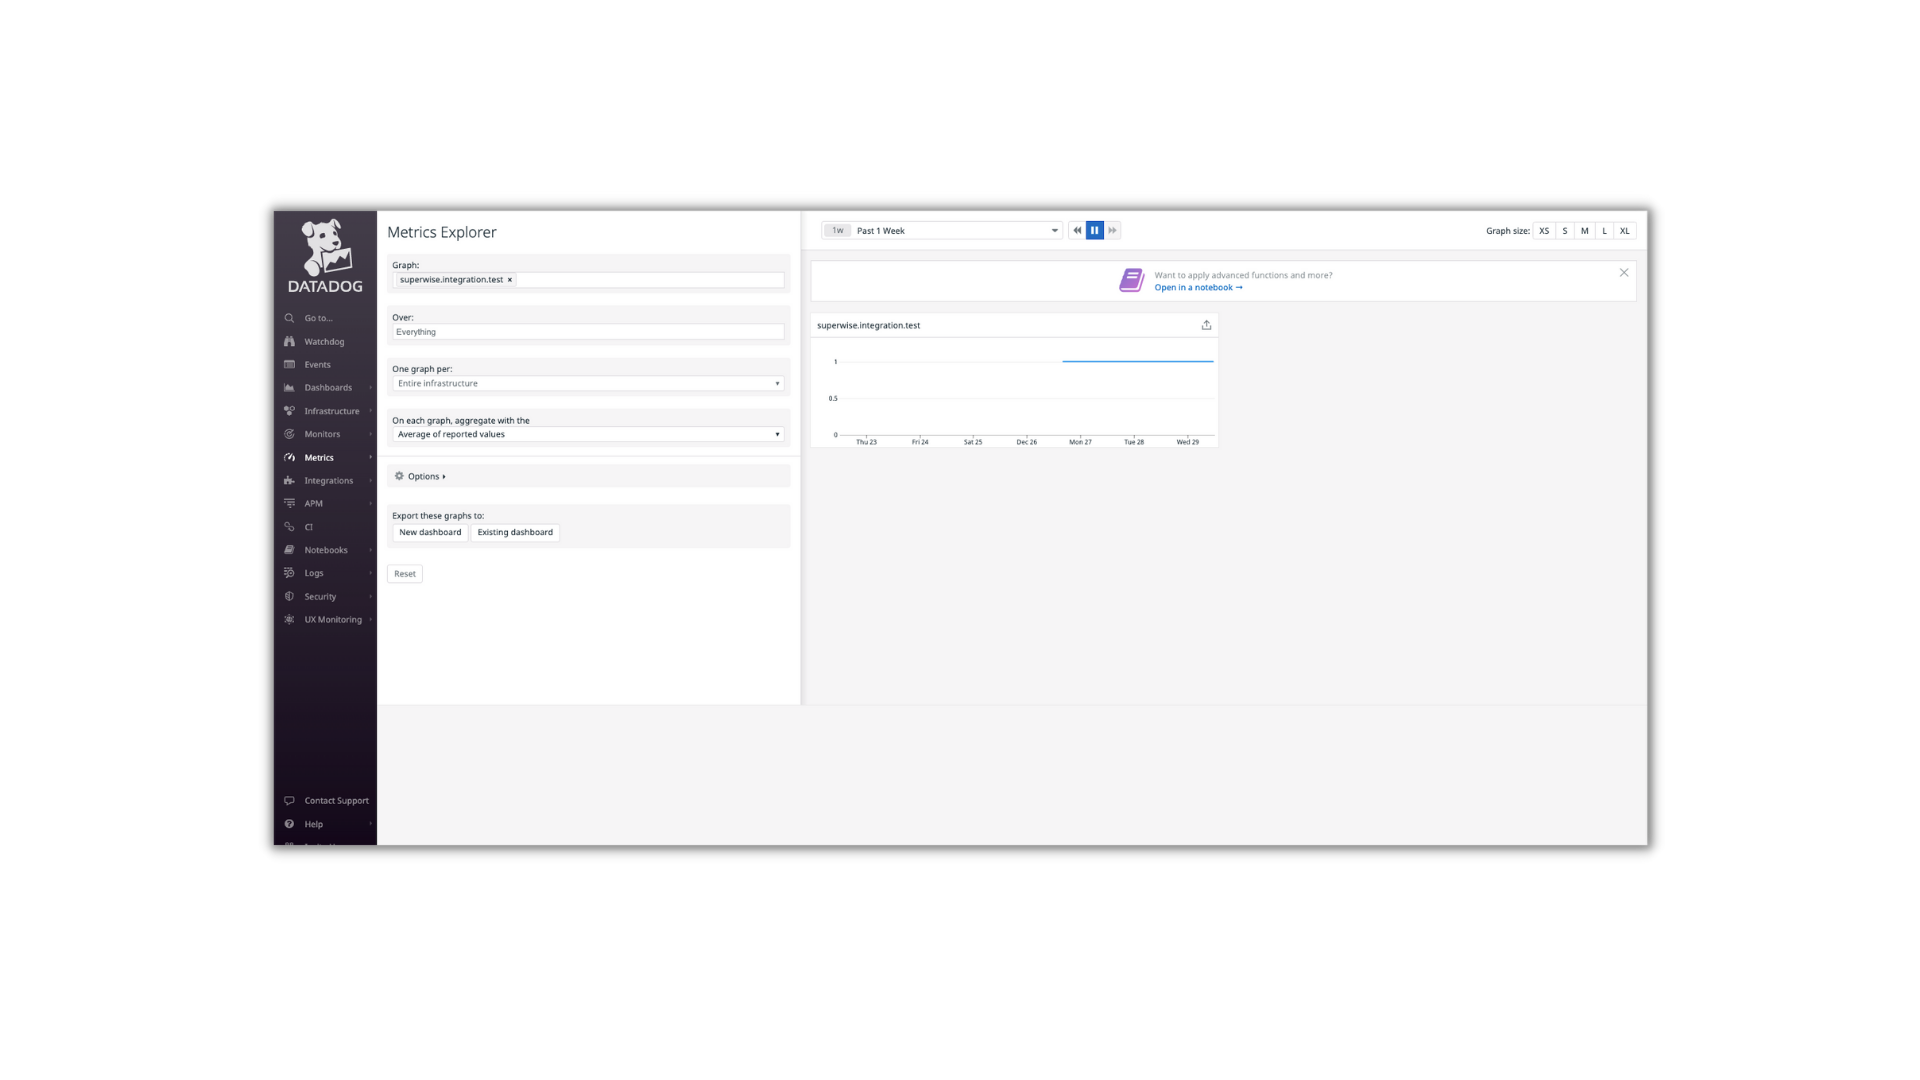 DATADOG
Go to...
Watchdog
Events
Dashboards
Infrastructure
Monitors
Metrics
Integrations
APM
CI
Notebooks
Logs
Security
UX Monitoring
Contact Support
Help
Metrics Explorer
Graph:
superwise.integration.test ×
Over:
Everything
One graph per:
Entire infrastructure
On each graph, aggregate with the
Average of reported values
Options
Export these graphs to:
New dashboard Existing dashboard
Reset
1w Past 1 Week
Graph size: XS S M L XL
Want to apply advanced functions and more?
Open in a notebook →
superwise.integration.test
1
0.5
0
Thu 23 Fri 24 Sat 25 Dec 26 Mon 27 Tue 28 Wed 29